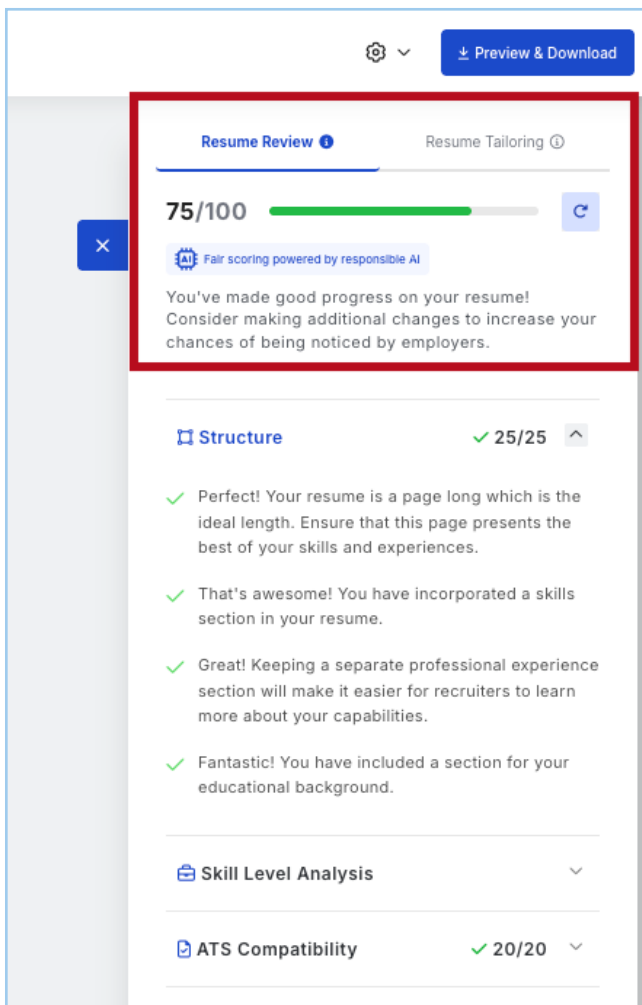 Preview & Download
Resume Review
Resume Tailoring
75/100
AI Fair scoring powered by responsible AI
You've made good progress on your resume!
Consider making additional changes to increase your
chances of being noticed by employers.
Structure
25/25
Perfect! Your resume is a page long which is the
ideal length. Ensure that this page presents the
best of your skills and experiences.
That's awesome! You have incorporated a skills
section in your resume.
Great! Keeping a separate professional experience
section will make it easier for recruiters to learn
more about your capabilities.
Fantastic! You have included a section for your
educational background.
Skill Level Analysis
ATS Compatibility
20/20